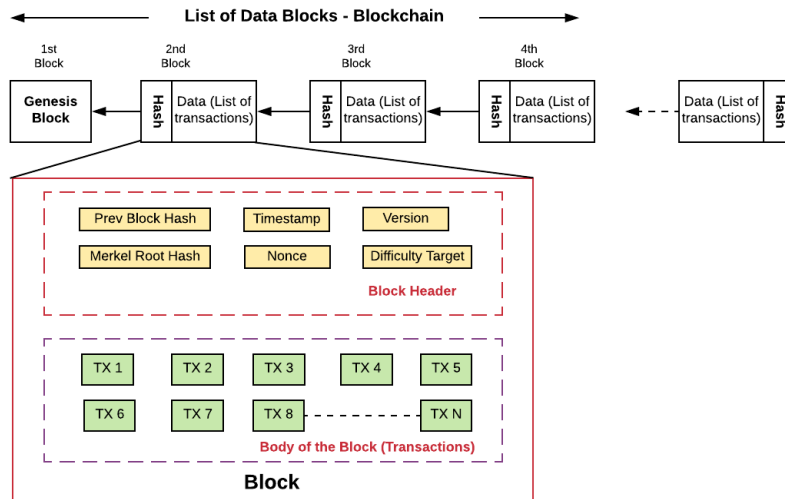 List of Data Blocks - Blockchain
1st
Block
2nd
Block
3rd
Block
4th
Block
Genesis
Block
Hash
Data (List of
transactions)
Hash
Data (List of
transactions)
Hash
Data (List of
transactions)
Data (List of
transactions)
Hash
Prev Block Hash
Timestamp
Version
Merkel Root Hash
Nonce
Difficulty Target
Block Header
TX 1
TX 2
TX 3
TX 4
TX 5
TX 6
TX 7
TX 8
TX N
Body of the Block (Transactions)
Block